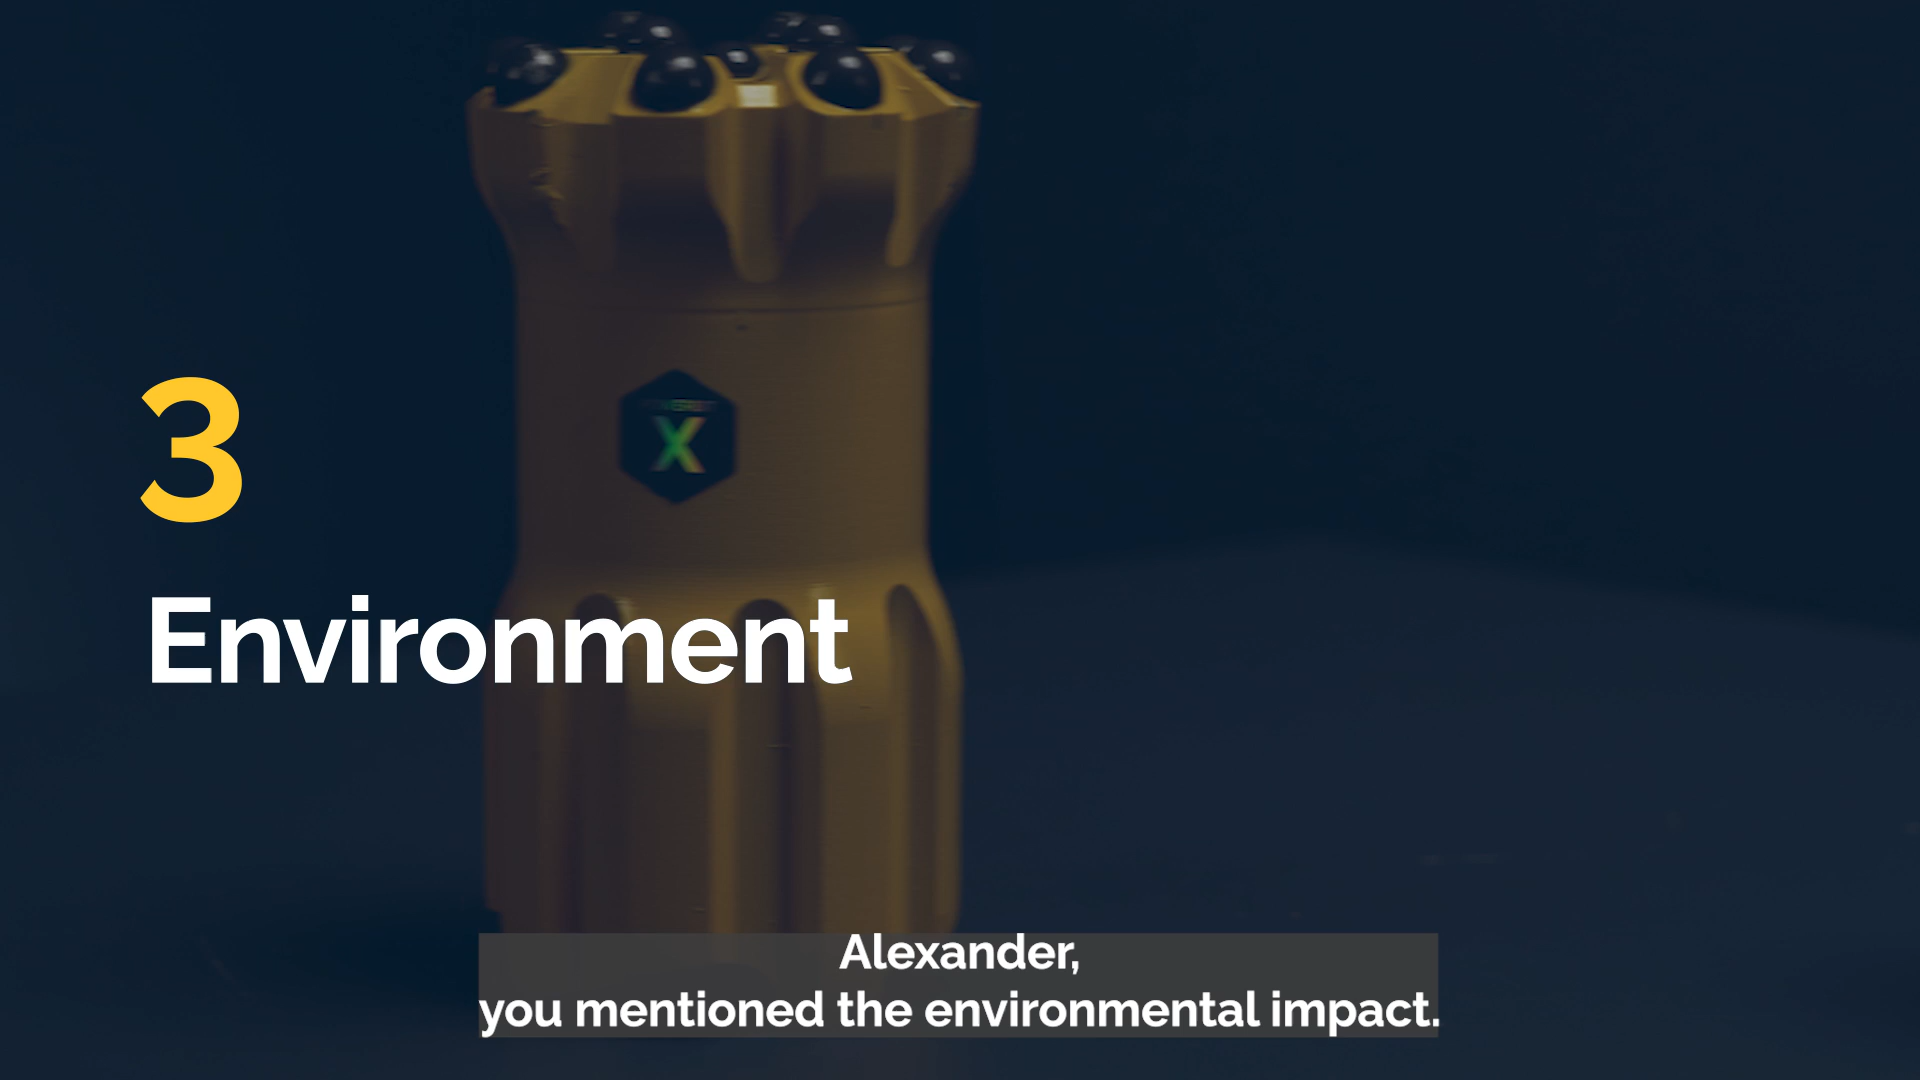 X
3
Environment
Alexander,
you mentioned the environmental impact.